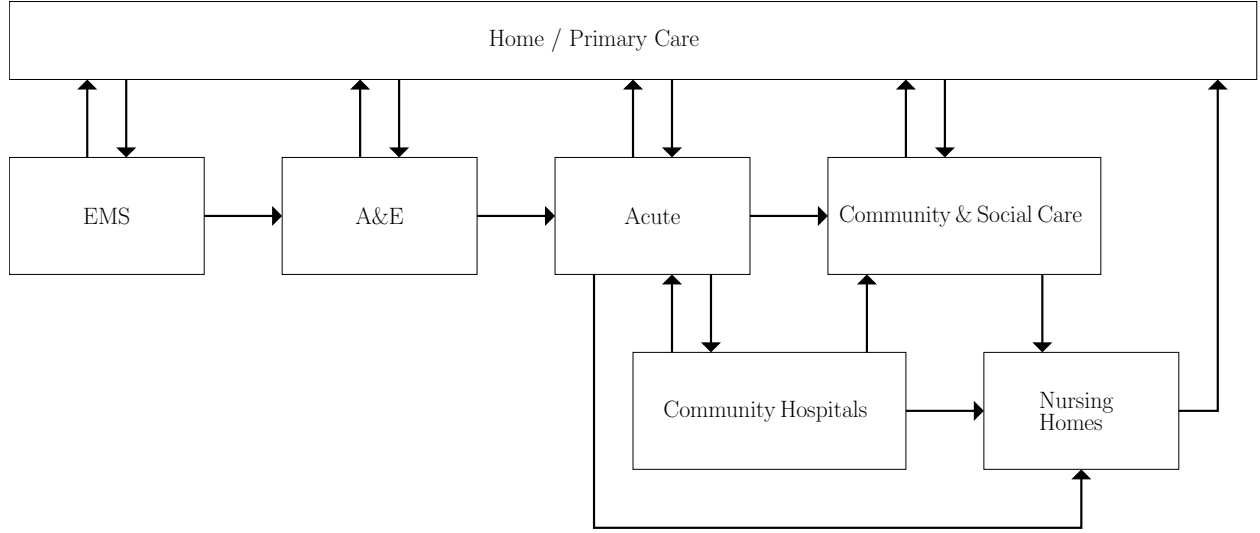 Home / Primary Care
EMS
A&E
Acute
Community & Social Care
Community Hospitals
Nursing
Homes